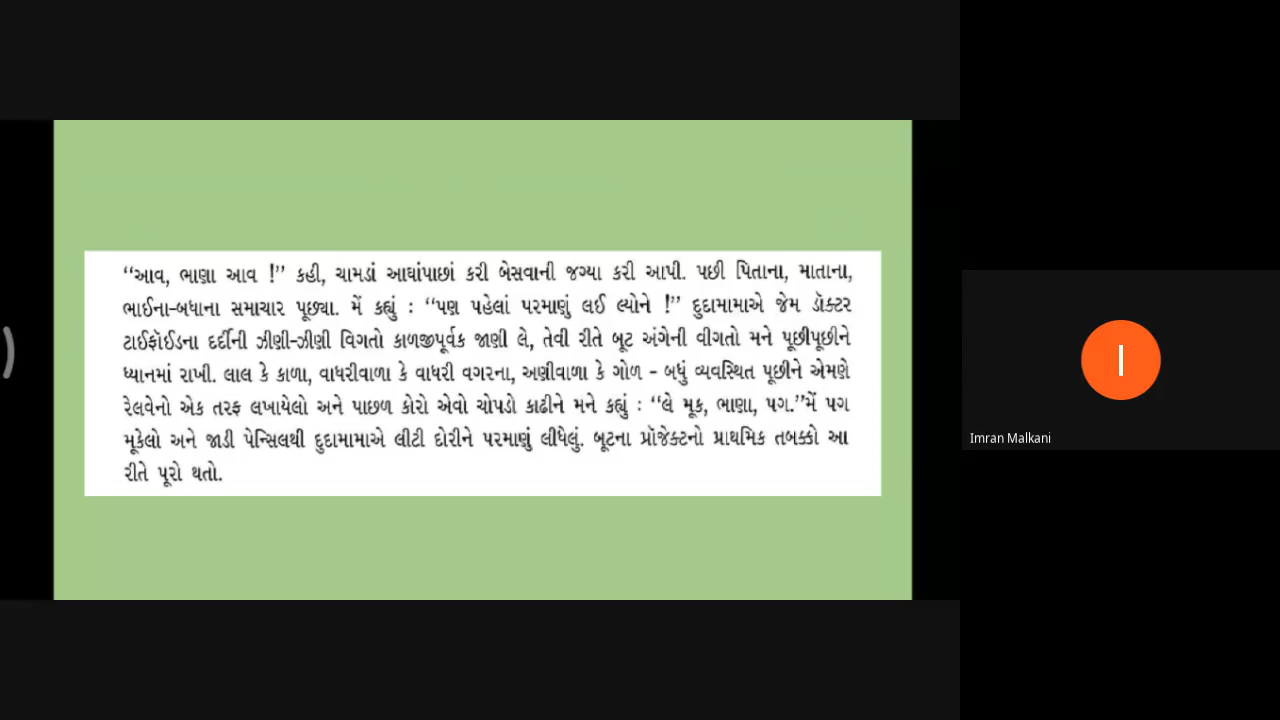 “આવ, ભાણા આવ !” કહી, ચામડાં આઘાંપાછાં કરી બેસવાની જગ્યા કરી આપી. પછી પિતાના, માતાના,
ભાઈના-બધાના સમાચાર પૂછ્યા. મેં કહ્યું : “પણ પહેલાં પરમાણું લઈ લ્યોને !” દુદામામાએ જેમ ડૉક્ટર
ટાઈફૉઈડના દર્દીની ઝીણી-ઝીણી વિગતો કાળજીપૂર્વક જાણી લે, તેવી રીતે બૂટ અંગેની વીગતો મને પૂછીપૂછીને
ધ્યાનમાં રાખી. લાલ કે કાળા, વાધરીવાળા કે વાધરી વગરના, અણીવાળા કે ગોળ - બધું વ્યવસ્થિત પૂછીને એમણે
રેલવેનો એક તરફ લખાયેલો અને પાછળ કોરો એવો ચોપડો કાઢીને મને કહ્યું : “લે મૂક, ભાણા, પગ.”મેં પગ
મૂકેલો અને જાડી પેન્સિલથી દુદામામાએ લીટી દોરીને પરમાણું લીધેલું. બૂટના પ્રૉજેક્ટનો પ્રાથમિક તબક્કો આ
રીતે પૂરો થતો.
I
Imran Malkani